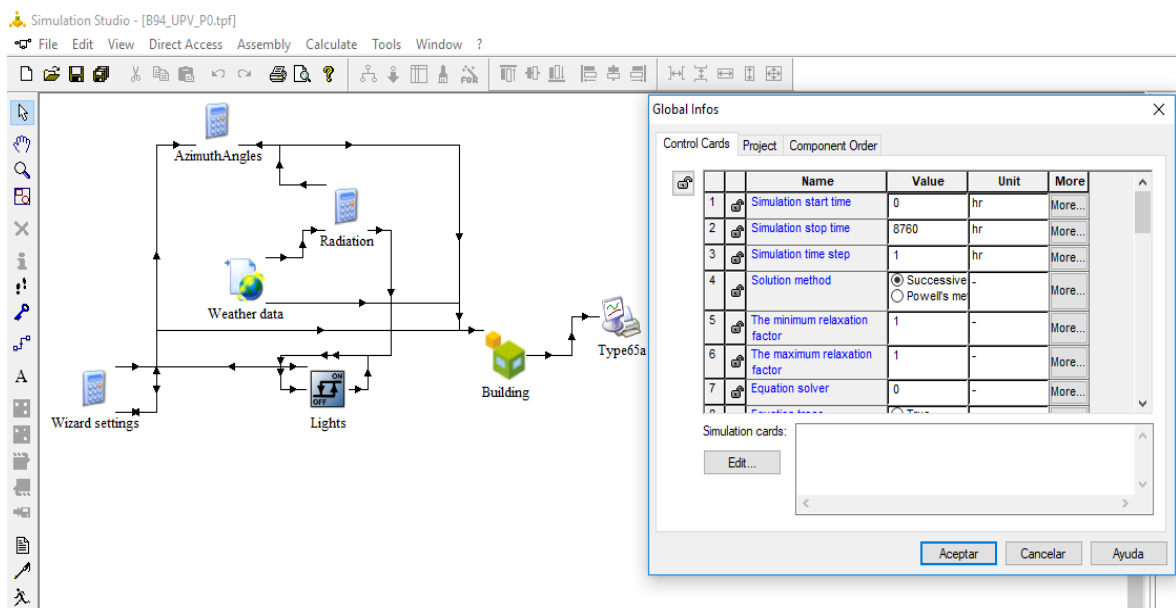 Simulation Studio - [B94_UPV_P0.tpf]
File Edit View Direct Access Assembly Calculate Tools Window ?
FOR
A
AzimuthAngles
Radiation
Weather data
Wizard settings
ON
OFF
Lights
Building
Type65a
Global Infos
Control Cards Project Component Order
Name Value Unit More
1 Simulation start time 0 hr More...
2 Simulation stop time 8760 hr More...
3 Simulation time step 1 hr More...
4 Solution method Successive - More...
Powell's me
5 The minimum relaxation 1 - More...
factor
6 The maximum relaxation 1 - More...
factor
7 Equation solver 0 - More...
Simulation cards:
Edit...
Aceptar Cancelar Ayuda